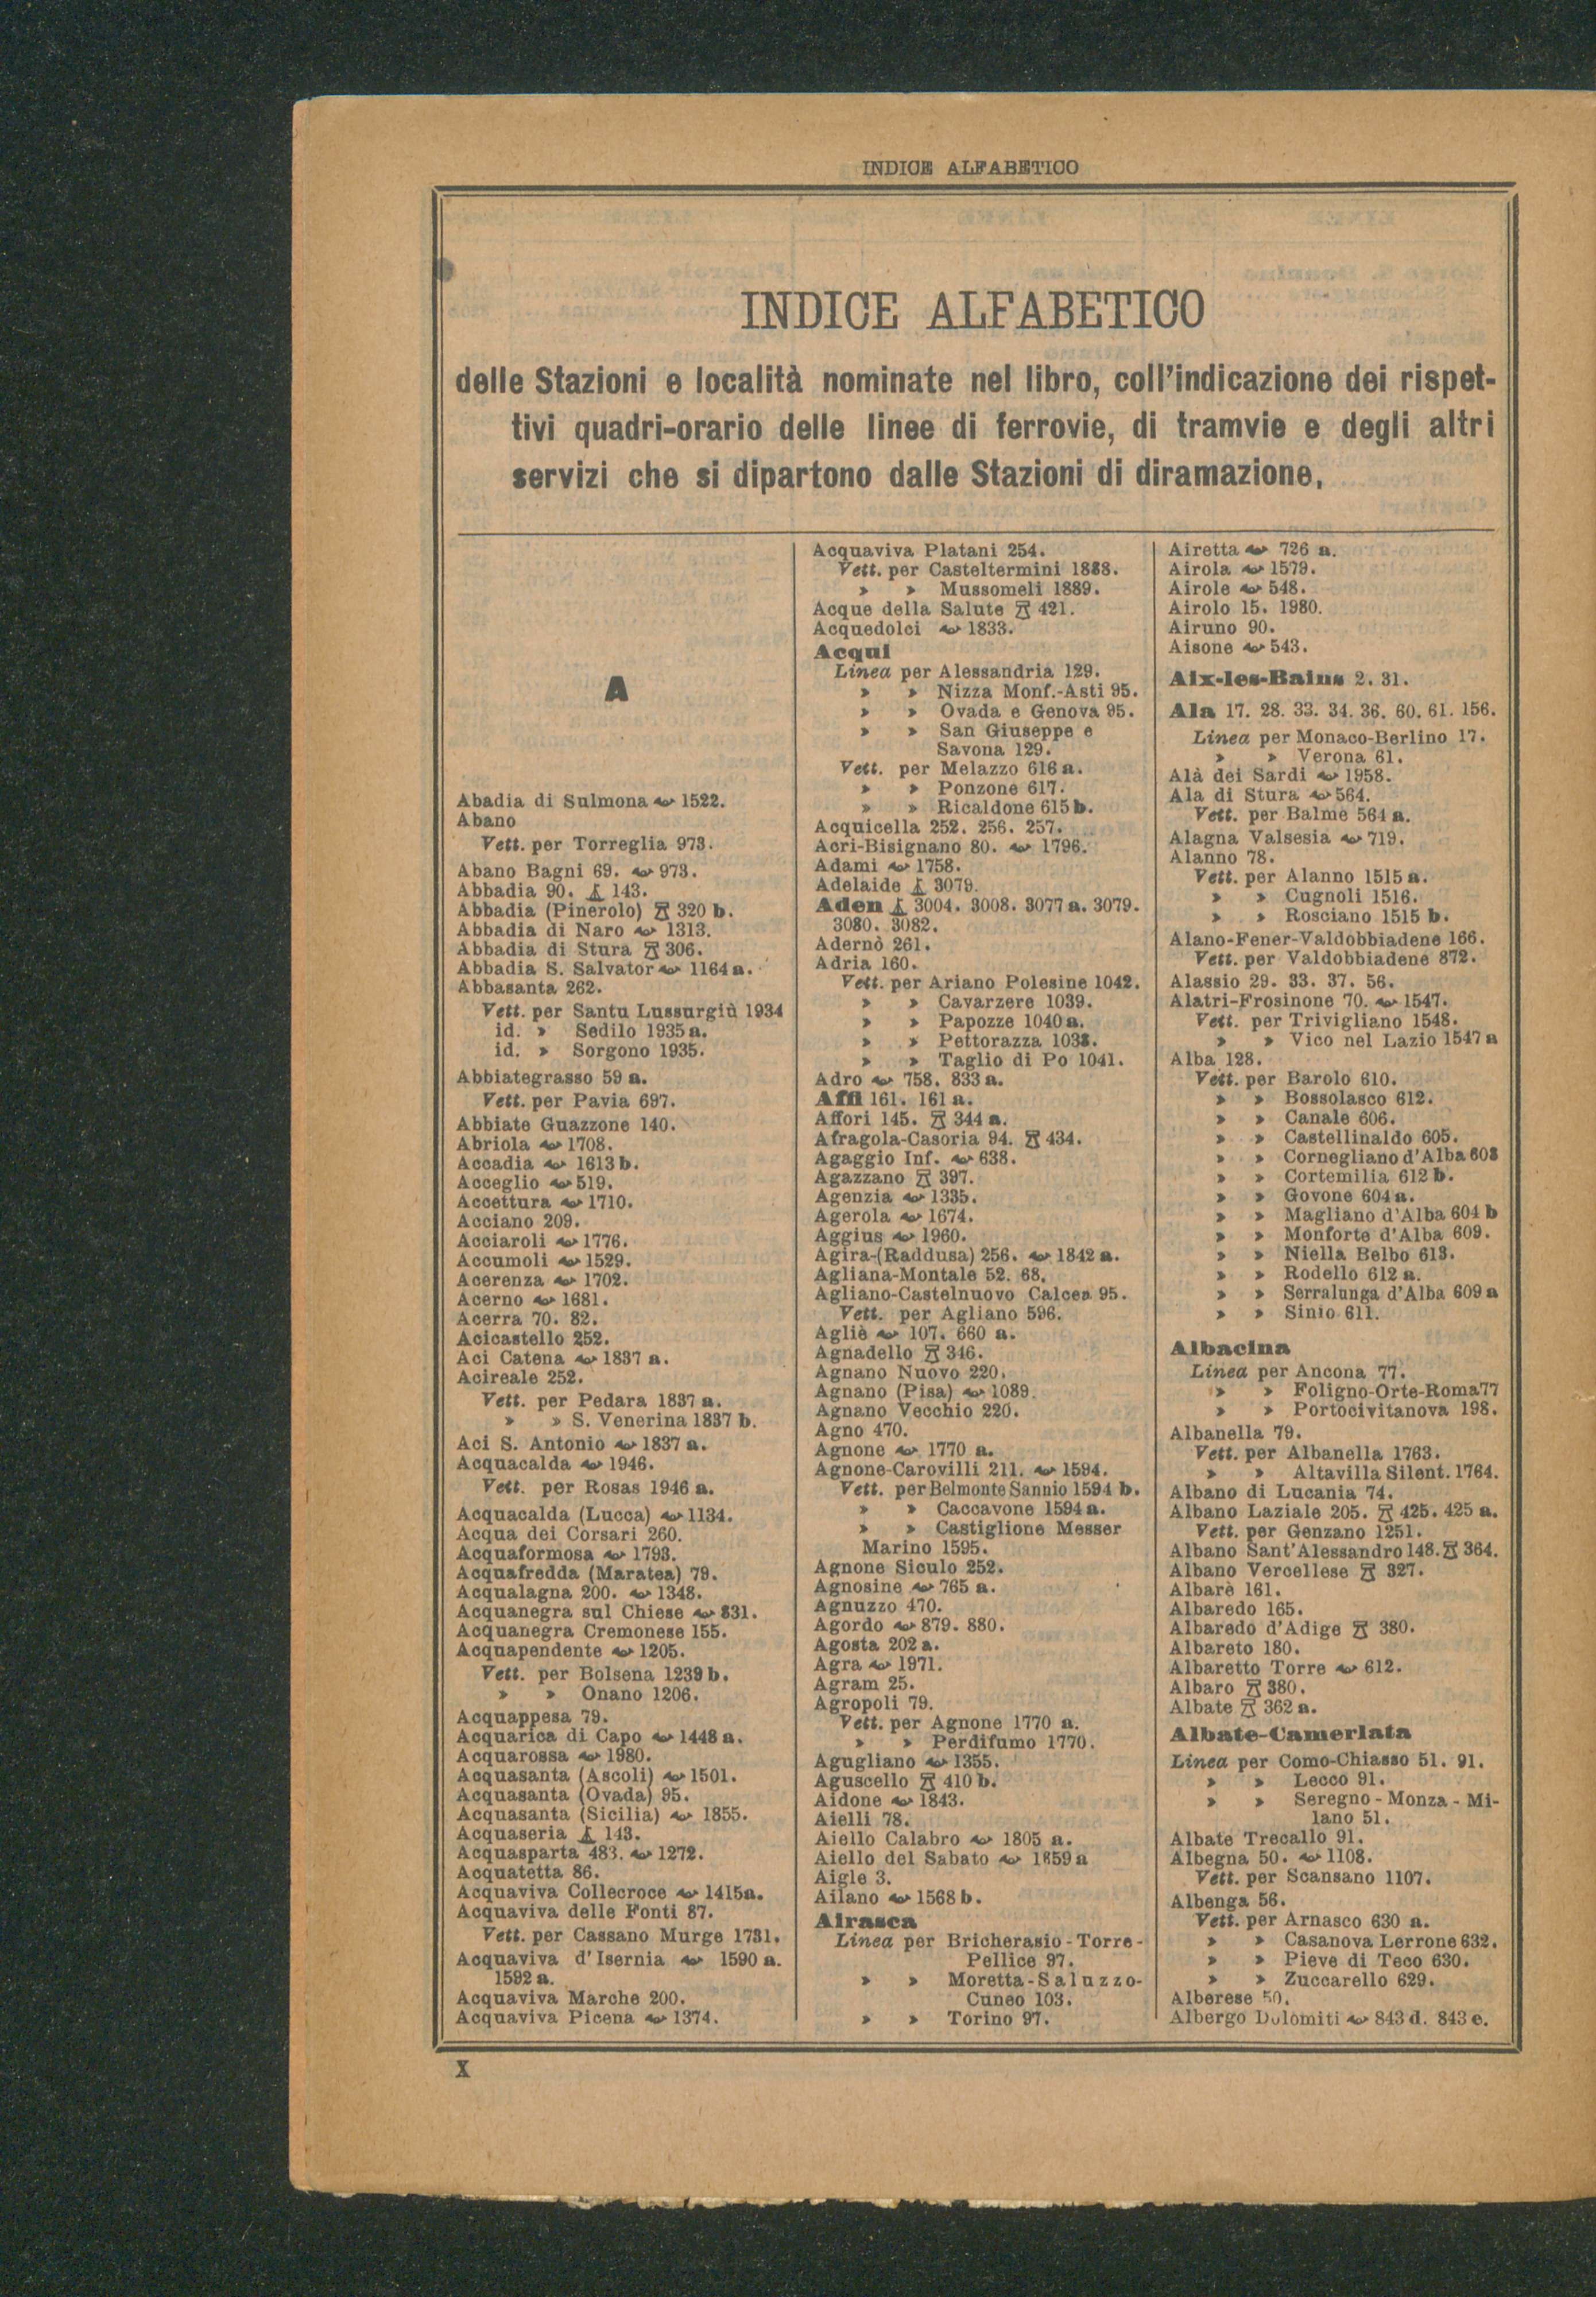 INDICE ALFABETICO
INDICE ALFABETICO
delle Stazioni e località nominate nel libro, coll'indicazione dei rispet-
tivi quadri-orario delle linee di ferrovie, di tramvie e degli altri
servizi che si dipartono dalle Stazioni di diramazione,
A
Abadia di Sulmona 1522.
Abano
Vett. per Torreglia 973.
Abano Bagni 69. 973.
Abbadia 90. 143.
Abbadia (Pinerolo) 320 b.
Abbadia di Naro 1313.
Abbadia di Stura 306.
Abbadia S. Salvator 1164 a.
Abbasanta 262.
Vett. per Santu Lussurgiù 1934
id. » Sedilo 1935 a.
id. » Sorgono 1935.
Abbiategrasso 59 a.
Vett. per Pavia 697.
Abbiate Guazzone 140.
Abriola 1708.
Accadia 1613 b.
Acceglio 519.
Accettura 1710.
Acciano 209.
Acciaroli 1776.
Accumoli 1529.
Acerenza 1702.
Acerno 1681.
Acerra 70. 82.
Acicastello 252.
Aci Catena 1837 a.
Acireale 252.
Vett. per Pedara 1837 a.
» » S. Venerina 1837 b.
Aci S. Antonio 1837 a.
Acquacalda 1946.
Vett. per Rosas 1946 a.
Acquacalda (Lucca) 1134.
Acqua dei Corsari 260.
Acquaformosa 1793.
Acquafredda (Maratea) 79.
Acqualagna 200. 1348.
Acquanegra sul Chiese 831.
Acquanegra Cremonese 155.
Acquapendente 1205.
Vett. per Bolsena 1239 b.
» » Onano 1206.
Acquappesa 79.
Acquarica di Capo 1448 a.
Acquarossa 1980.
Acquasanta (Ascoli) 1501.
Acquasanta (Ovada) 95.
Acquasanta (Sicilia) 1855.
Acquaseria 143.
Acquasparta 483. 1272.
Acquatetta 86.
Acquaviva Collecroce 1415a.
Acquaviva delle Fonti 87.
Vett. per Cassano Murge 1731.
Acquaviva d'Isernia 1590 a.
1592 a.
Acquaviva Marche 200.
Acquaviva Picena 1374.
Acquaviva Platani 254.
Vett. per Casteltermini 1888.
» » Mussomeli 1889.
Acque della Salute 421.
Acquedolci 1833.
Acqui
Linea per Alessandria 129.
» » Nizza Monf.-Asti 95.
» » Ovada e Genova 95.
» » San Giuseppe e
Savona 129.
Vett. per Melazzo 616 a.
» » Ponzone 617.
» » Ricaldone 615 b.
Acquicella 252. 256. 257.
Acri-Bisignano 80. 1796.
Adami 1758.
Adelaide 3079.
Aden 3004. 3008. 3077 a. 3079.
3080. 3082.
Adernò 261.
Adria 160.
Vett. per Ariano Polesine 1042.
» » Cavarzere 1039.
» » Papozze 1040 a.
» » Pettorazza 1038.
» » Taglio di Po 1041.
Adro 758. 833 a.
Affi 161. 161 a.
Affori 145. 344 a.
Afragola-Casoria 94. 434.
Agaggio Inf. 638.
Agazzano 397.
Agenzia 1335.
Agerola 1674.
Aggius 1960.
Agira-(Raddusa) 256. 1842 a.
Agliana-Montale 52. 68.
Agliano-Castelnuovo Calcea 95.
Vett. per Agliano 596.
Agliè 107. 660 a.
Agnadello 346.
Agnano Nuovo 220.
Agnano (Pisa) 1089.
Agnano Vecchio 220.
Agno 470.
Agnone 1770 a.
Agnone-Carovilli 211. 1594.
Vett. per Belmonte Sannio 1594 b.
» » Caccavone 1594 a.
» » Castiglione Messer
Marino 1595.
Agnone Siculo 252.
Agnosine 765 a.
Agnuzzo 470.
Agordo 879. 880.
Agosta 202 a.
Agra 1971.
Agram 25.
Agropoli 79.
Vett. per Agnone 1770 a.
» » Perdifumo 1770.
Agugliano 1355.
Aguscello 410 b.
Aidone 1843.
Aielli 78.
Aiello Calabro 1805 a.
Aiello del Sabato 1659 a
Aigle 3.
Ailano 1568 b.
Airasca
Linea per Bricherasio-Torre-
Pellice 97.
» » Moretta-Saluzzo-
Cuneo 103.
» » Torino 97.
Airetta 726 a.
Airola 1579.
Airole 548.
Airolo 15. 1980.
Airuno 90.
Aisone 543.
Aix-les-Bains 2. 31.
Ala 17. 28. 33. 34. 36. 60. 61. 156.
Linea per Monaco-Berlino 17.
» » Verona 61.
Alà dei Sardi 1958.
Ala di Stura 564.
Vett. per Balme 564 a.
Alagna Valsesia 719.
Alanno 78.
Vett. per Alanno 1515 a.
» » Cugnoli 1516.
» » Rosciano 1515 b.
Alano-Fener-Valdobbiadene 166.
Vett. per Valdobbiadene 872.
Alassio 29. 33. 37. 56.
Alatri-Frosinone 70. 1547.
Vett. per Trivigliano 1548.
» » Vico nel Lazio 1547 a
Alba 128.
Vett. per Barolo 610.
» » Bossolasco 612.
» » Canale 606.
» » Castellinaldo 605.
» » Cornegliano d'Alba 608
» » Cortemilia 612 b.
» » Govone 604 a.
» » Magliano d'Alba 604 b
» » Monforte d'Alba 609.
» » Niella Belbo 613.
» » Rodello 612 a.
» » Serralunga d'Alba 609 a
» » Sinio 611.
Albacina
Linea per Ancona 77.
» » Foligno-Orte-Roma 77
» » Portocivitanova 198.
Albanella 79.
Vett. per Albanella 1763.
» » Altavilla Silent. 1764.
Albano di Lucania 74.
Albano Laziale 205. 425. 425 a.
Vett. per Genzano 1251.
Albano Sant'Alessandro 148. 364.
Albano Vercellese 327.
Albarè 161.
Albaredo 165.
Albaredo d'Adige 380.
Albareto 180.
Albaretto Torre 612.
Albaro 380.
Albate 362 a.
Albate-Camerlata
Linea per Como-Chiasso 51. 91.
» » Lecco 91.
» » Seregno - Monza - Mi-
lano 51.
Albate Trecallo 91.
Albegna 50. 1108.
Vett. per Scansano 1107.
Albenga 56.
Vett. per Arnasco 630 a.
» » Casanova Lerrone 632.
» » Pieve di Teco 630.
» » Zuccarello 629.
Alberese 50.
Albergo Dolomiti 843 d. 843 e.
X